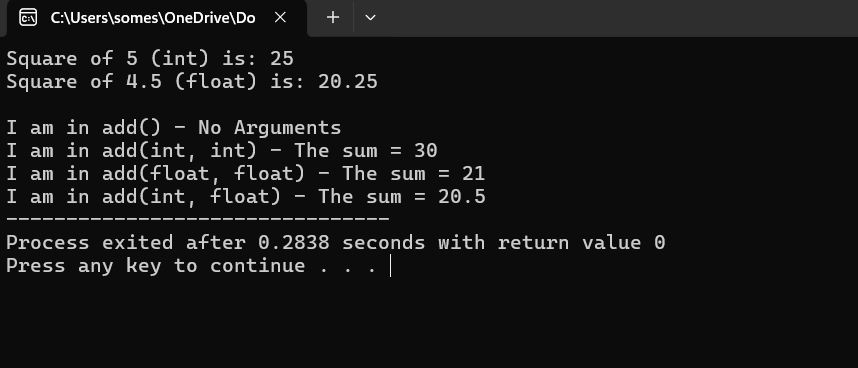 C:\Users\somes\OneDrive\Do
Square of 5 (int) is: 25
Square of 4.5 (float) is: 20.25
I am in add() - No Arguments
I am in add(int, int) - The sum = 30
I am in add(float, float) - The sum = 21
I am in add(int, float) - The sum = 20.5
--------------------------------
Process exited after 0.2838 seconds with return value 0
Press any key to continue . . .